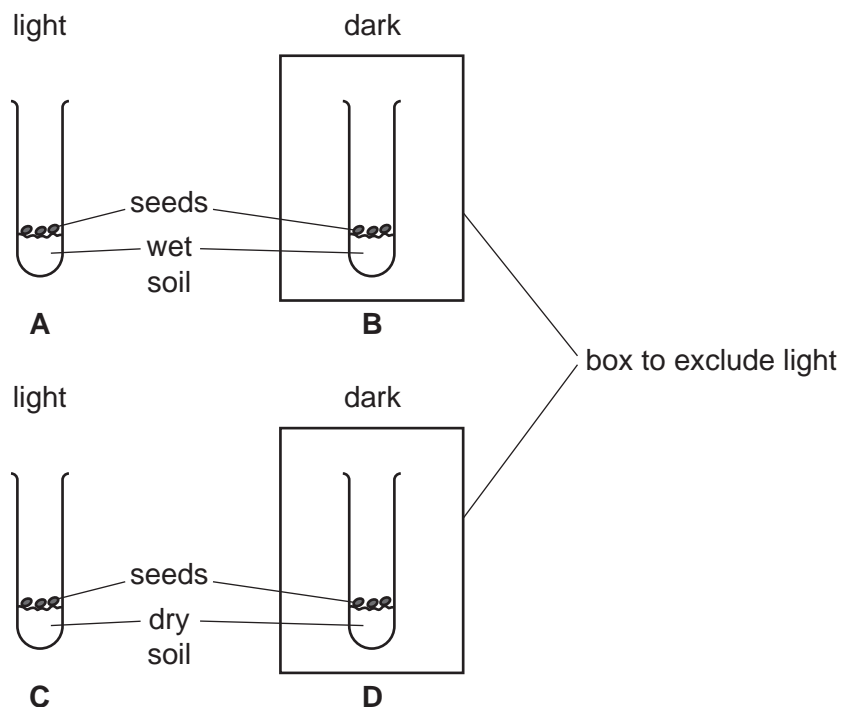 light
dark
seeds
wet
soil
A
B
box to exclude light
light
dark
seeds
dry
soil
C
D